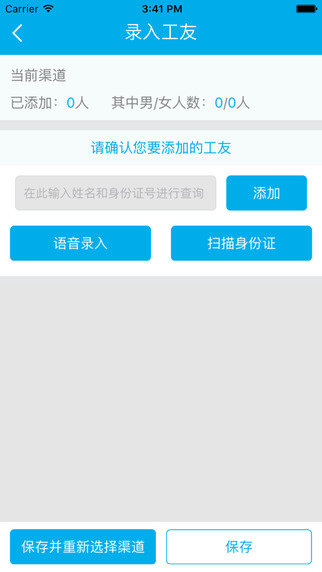 Carrier 3:41 PM
录入工友
当前渠道
已添加：0人 其中男/女人数：0/0人
请确认您要添加的工友
在此输入姓名和身份证号进行查询 添加
语音录入 扫描身份证
保存并重新选择渠道 保存